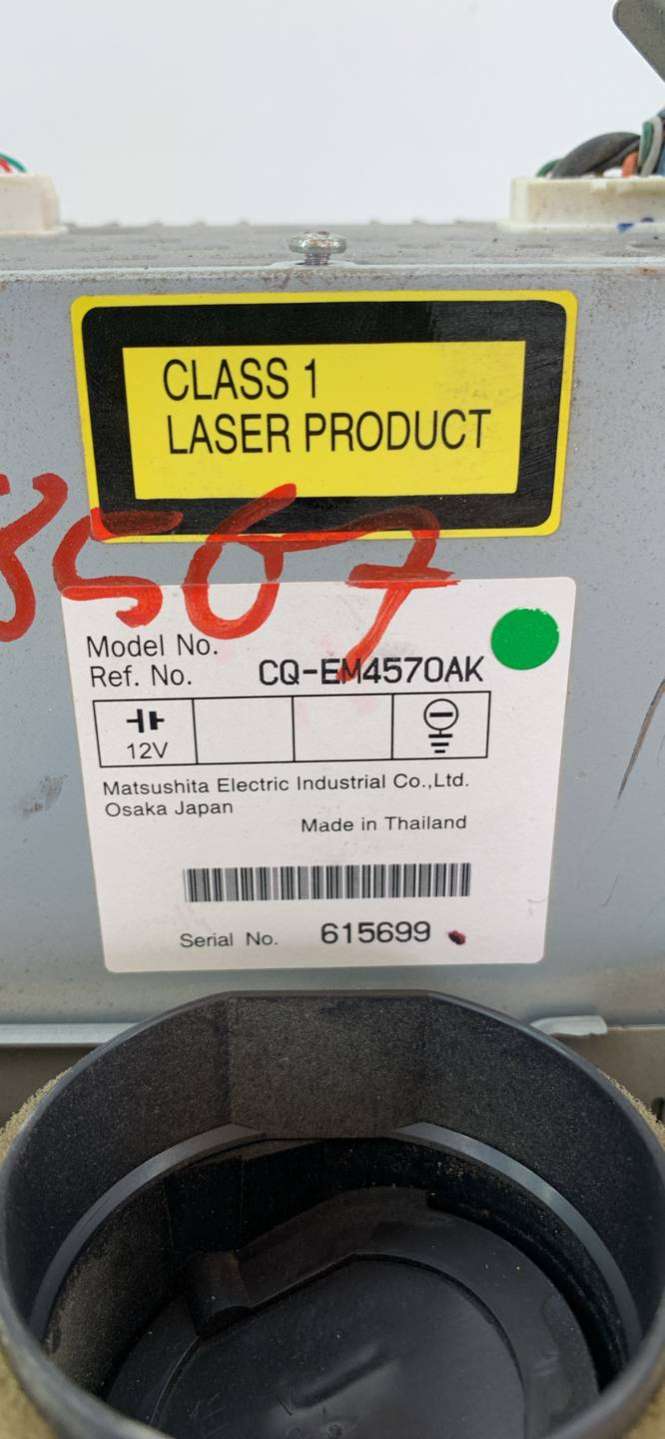 CLASS 1
LASER PRODUCT
8507
Model No.
Ref. No. CQ-EM4570AK
12V
Matsushita Electric Industrial Co.,Ltd.
Osaka Japan
Made in Thailand
Serial No. 615699